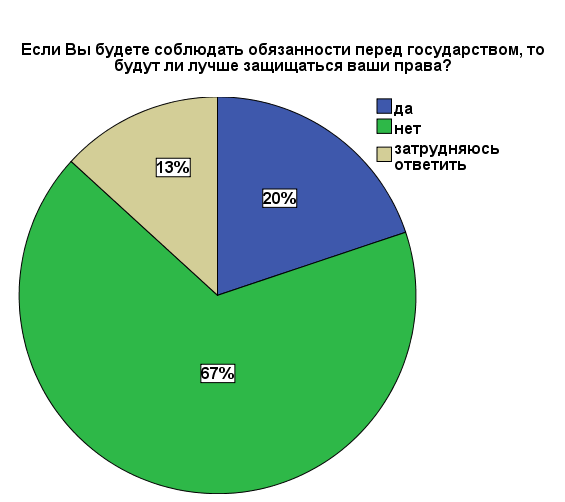 Если Вы будете соблюдать обязанности перед государством, то
будут ли лучше защищаться ваши права?
да
нет
затрудняюсь
ответить
13%
20%
67%